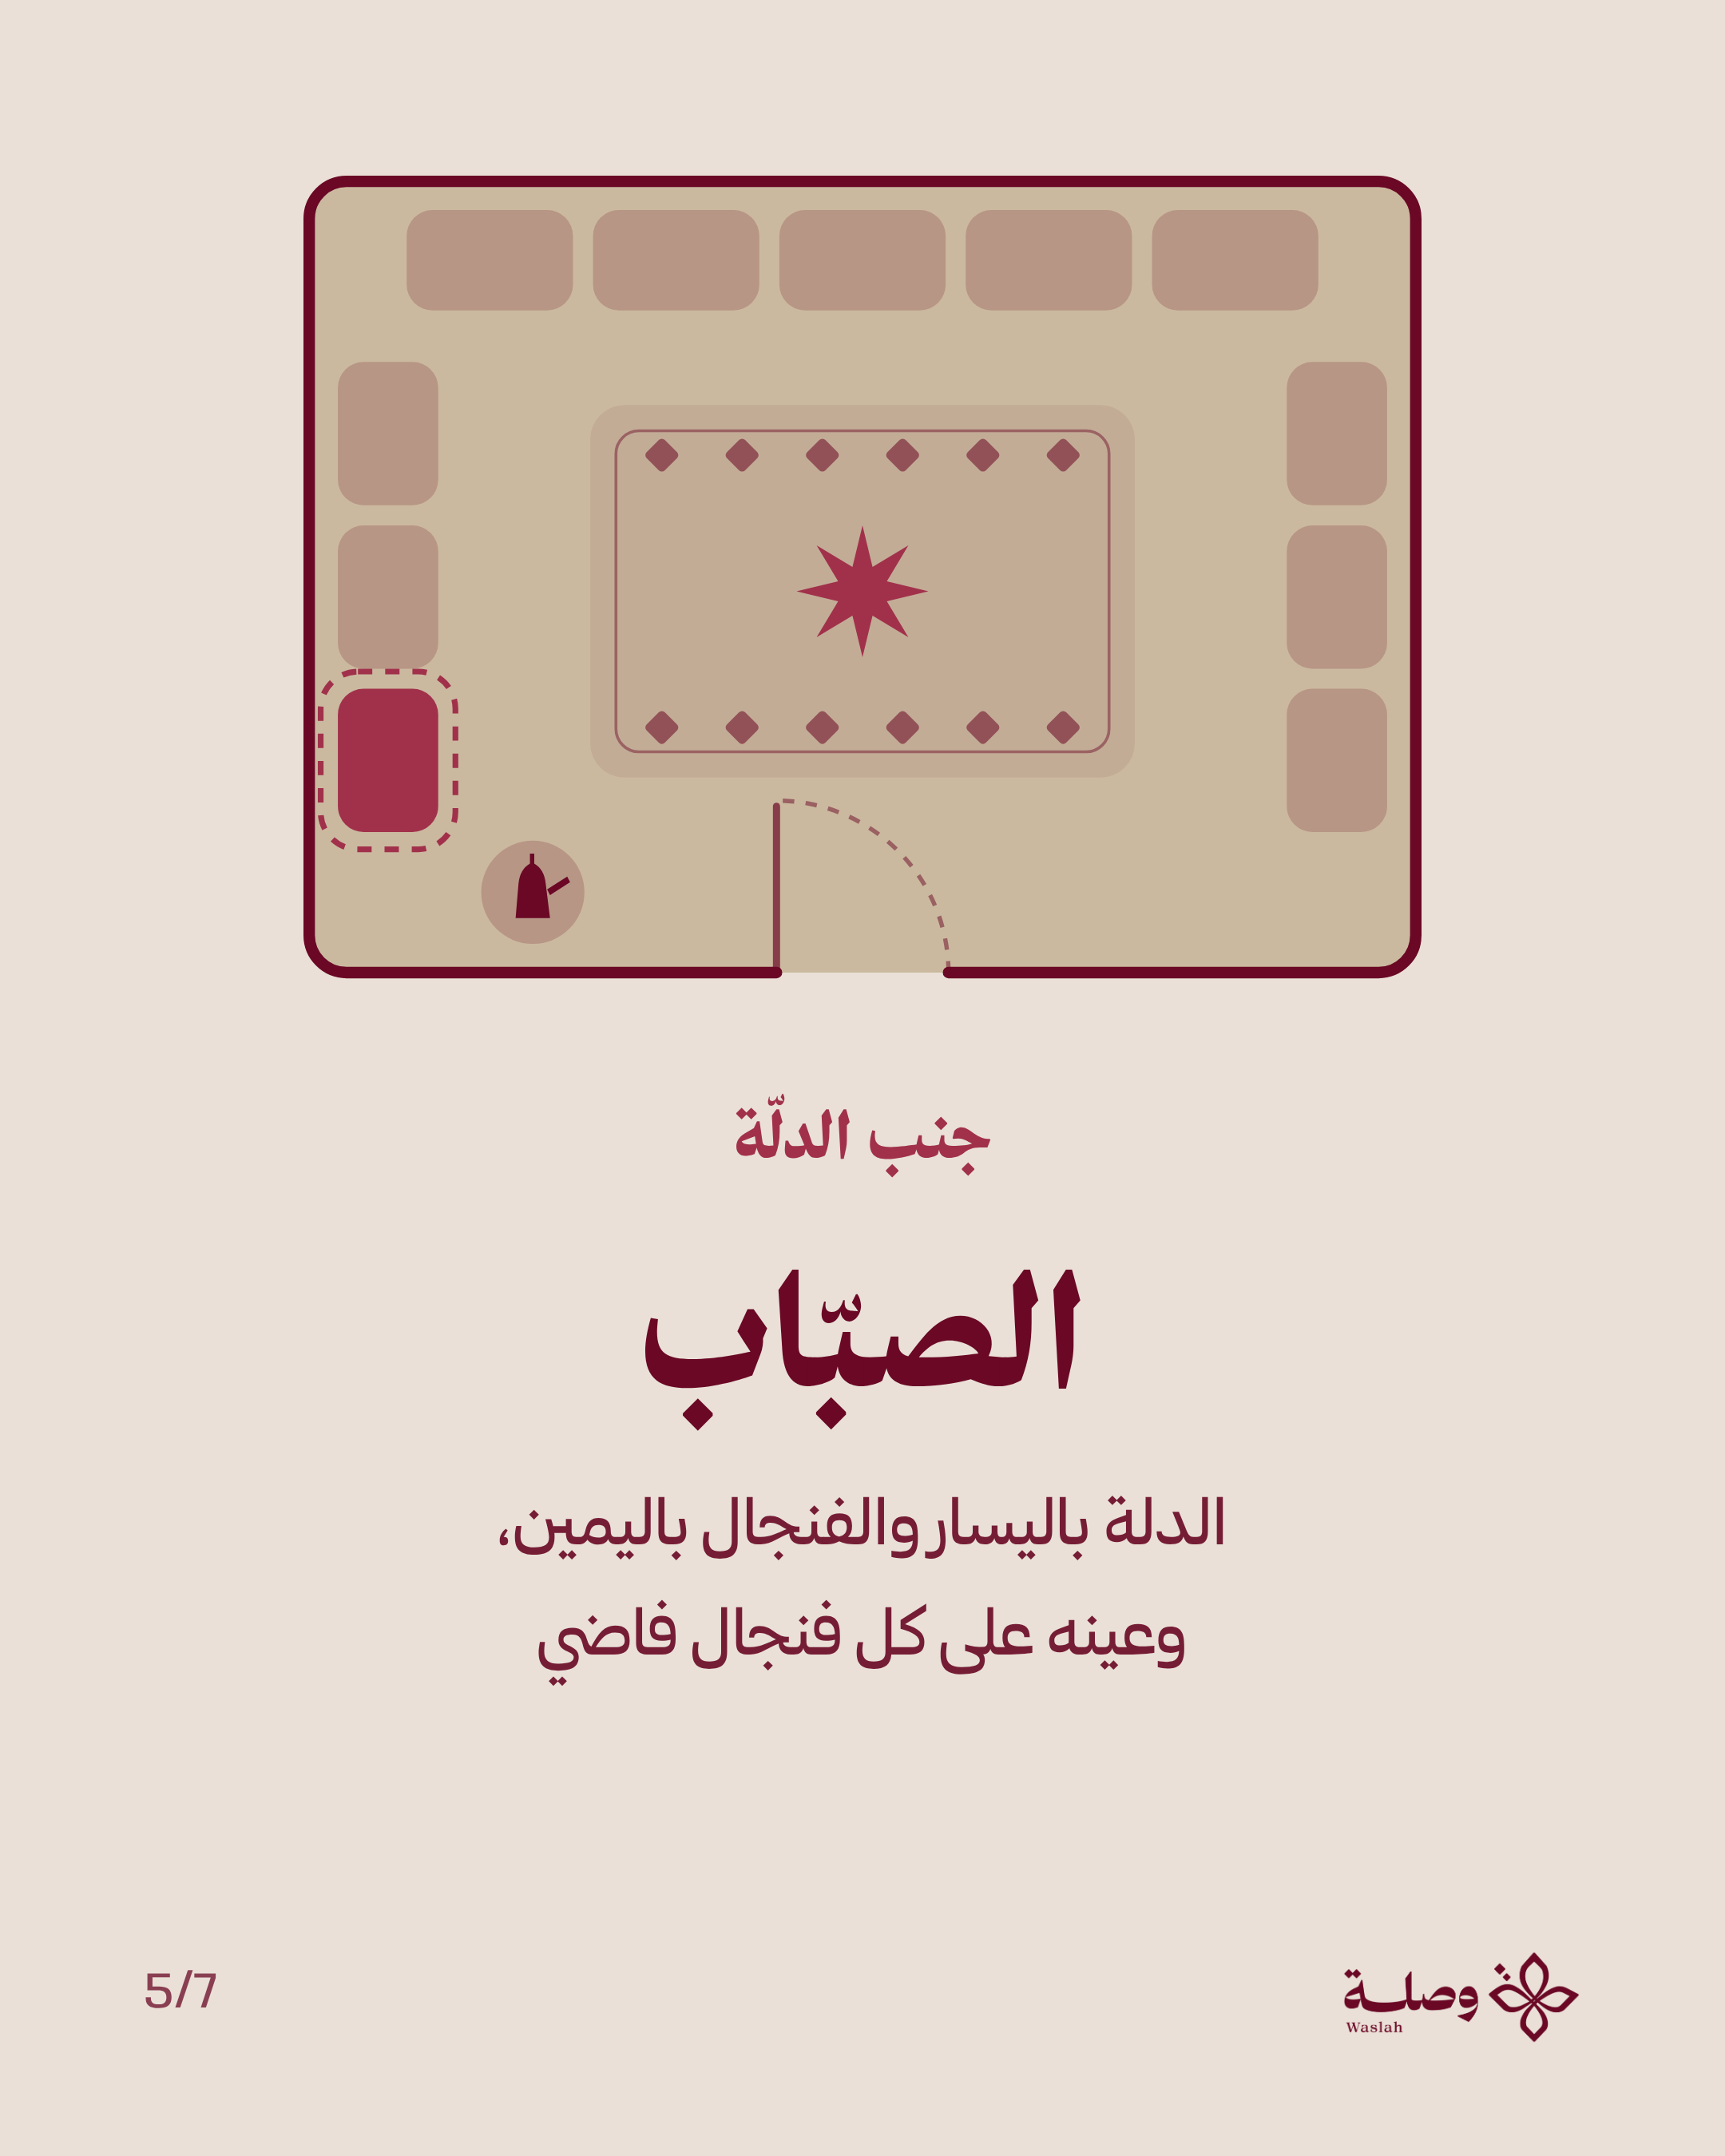 جنب الدلّة
الصبّاب
الدلة باليسار والفنجال باليمين،
وعينه على كل فنجال فاضي
وصلة
Waslah
5/7